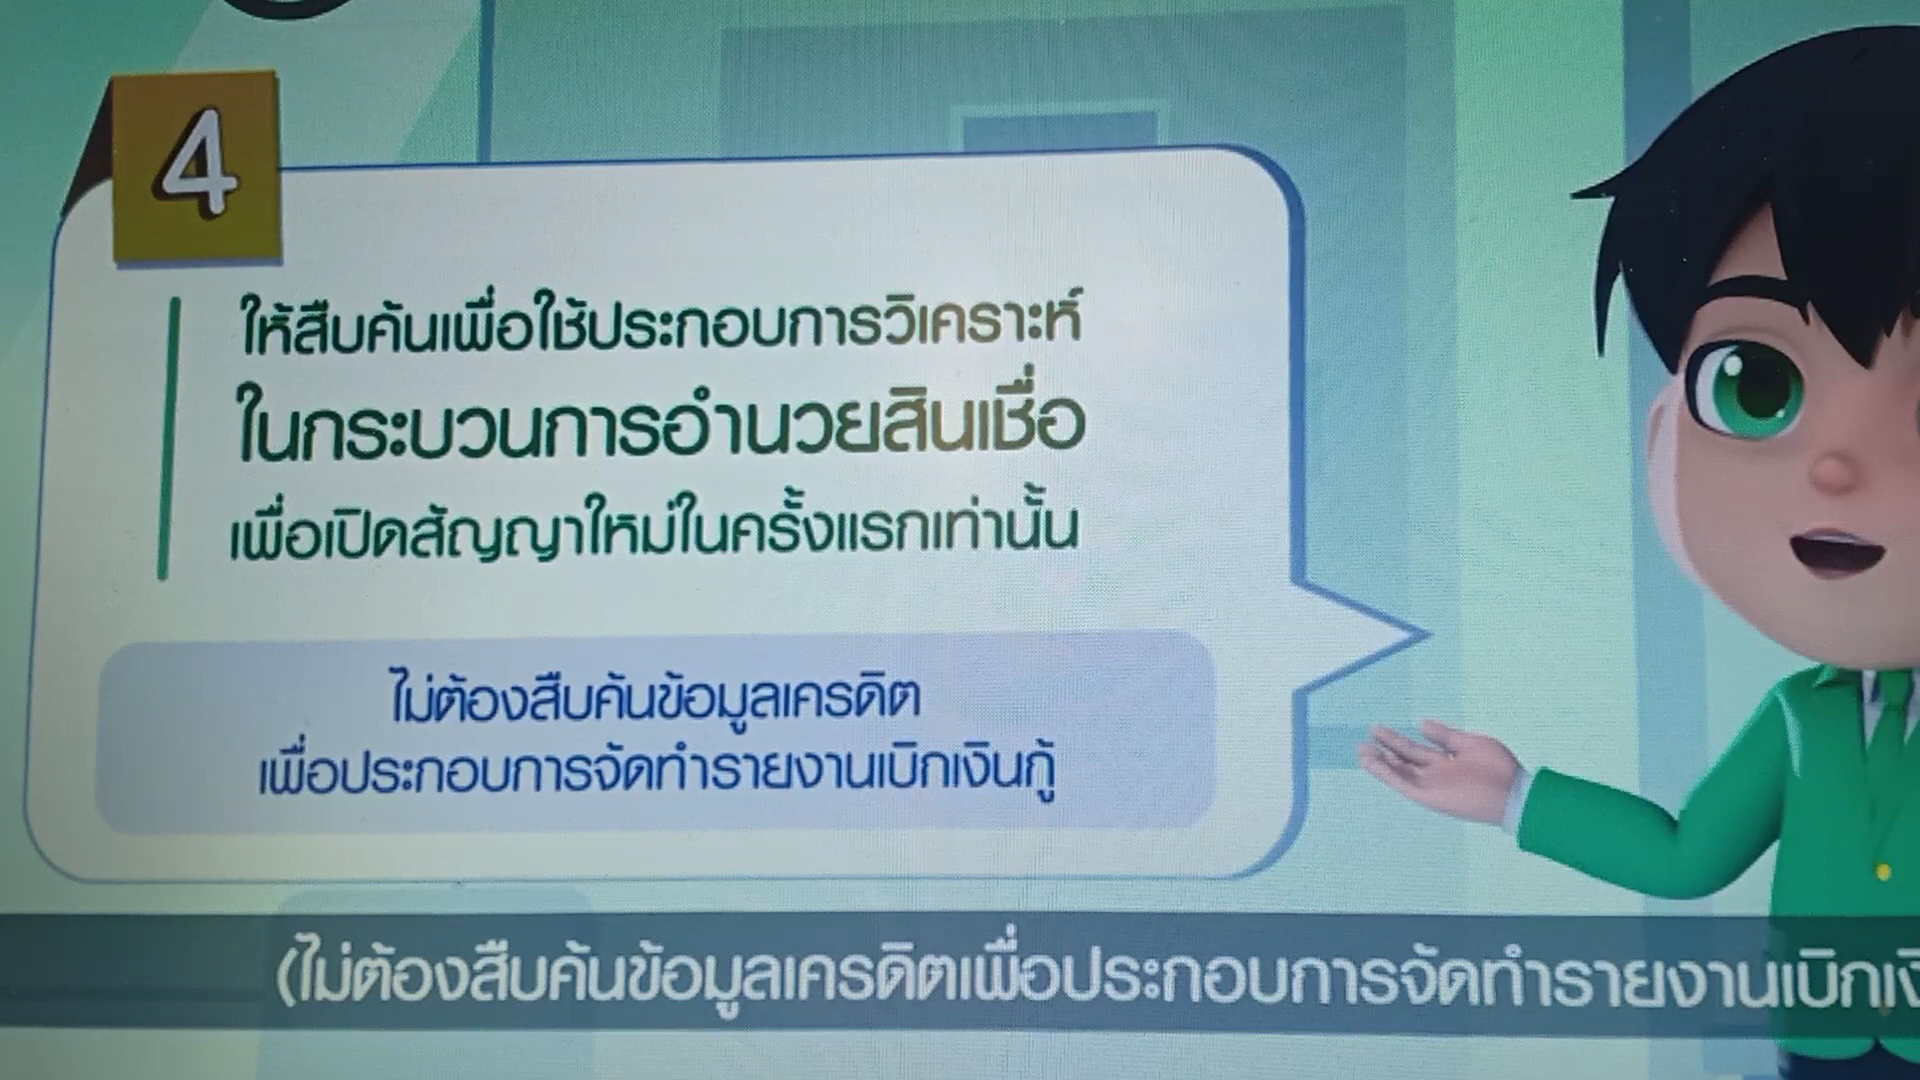 4
ให้สืบค้นเพื่อใช้ประกอบการวิเคราะห์
ในกระบวนการอำนวยสินเชื่อ
เพื่อเปิดสัญญาใหม่ในครั้งแรกเท่านั้น
ไม่ต้องสืบค้นข้อมูลเครดิต
เพื่อประกอบการจัดทำรายงานเบิกเงินกู้
(ไม่ต้องสืบค้นข้อมูลเครดิตเพื่อประกอบการจัดทำรายงานเบิกเงิ